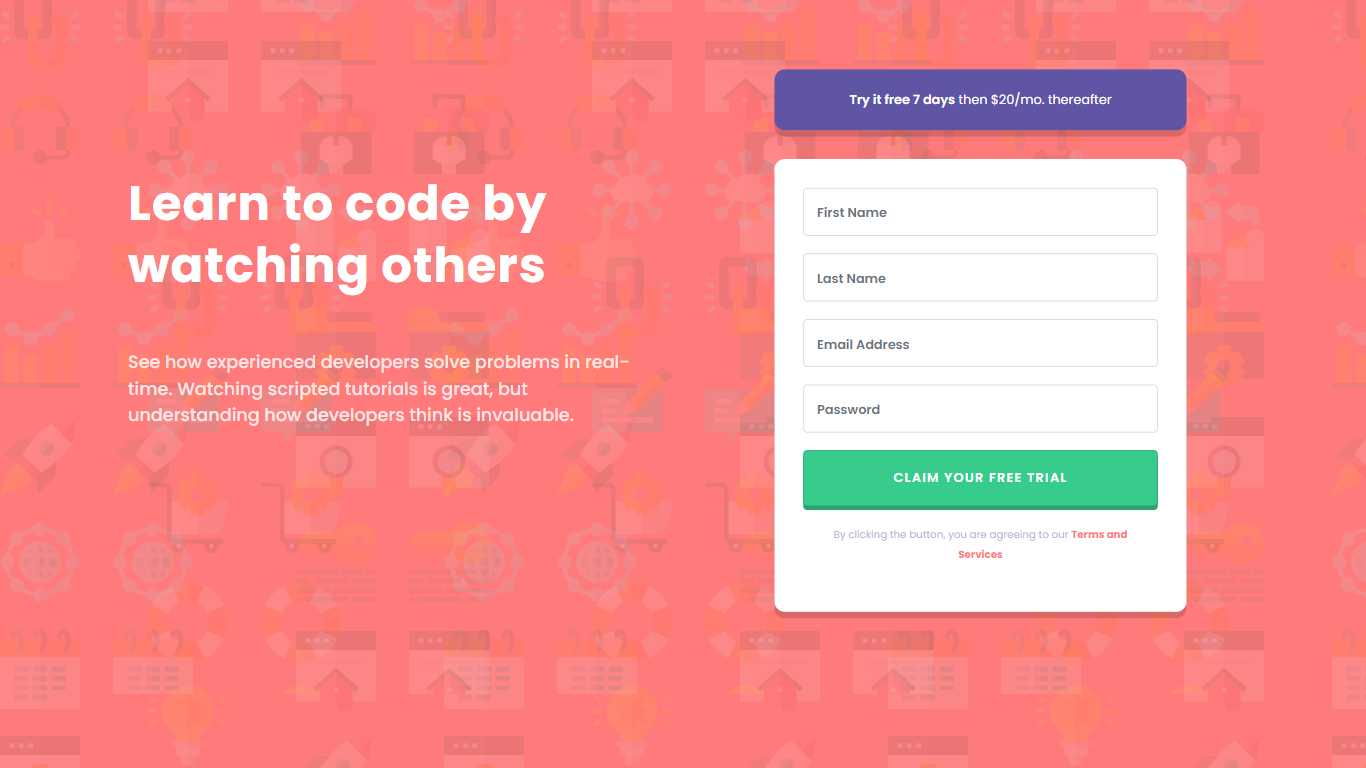 Learn to code by
watching others
See how experienced developers solve problems in real-
time. Watching scripted tutorials is great, but
understanding how developers think is invaluable.
Try it free 7 days then $20/mo. thereafter
First Name
Last Name
Email Address
Password
CLAIM YOUR FREE TRIAL
By clicking the button, you are agreeing to our Terms and
Services